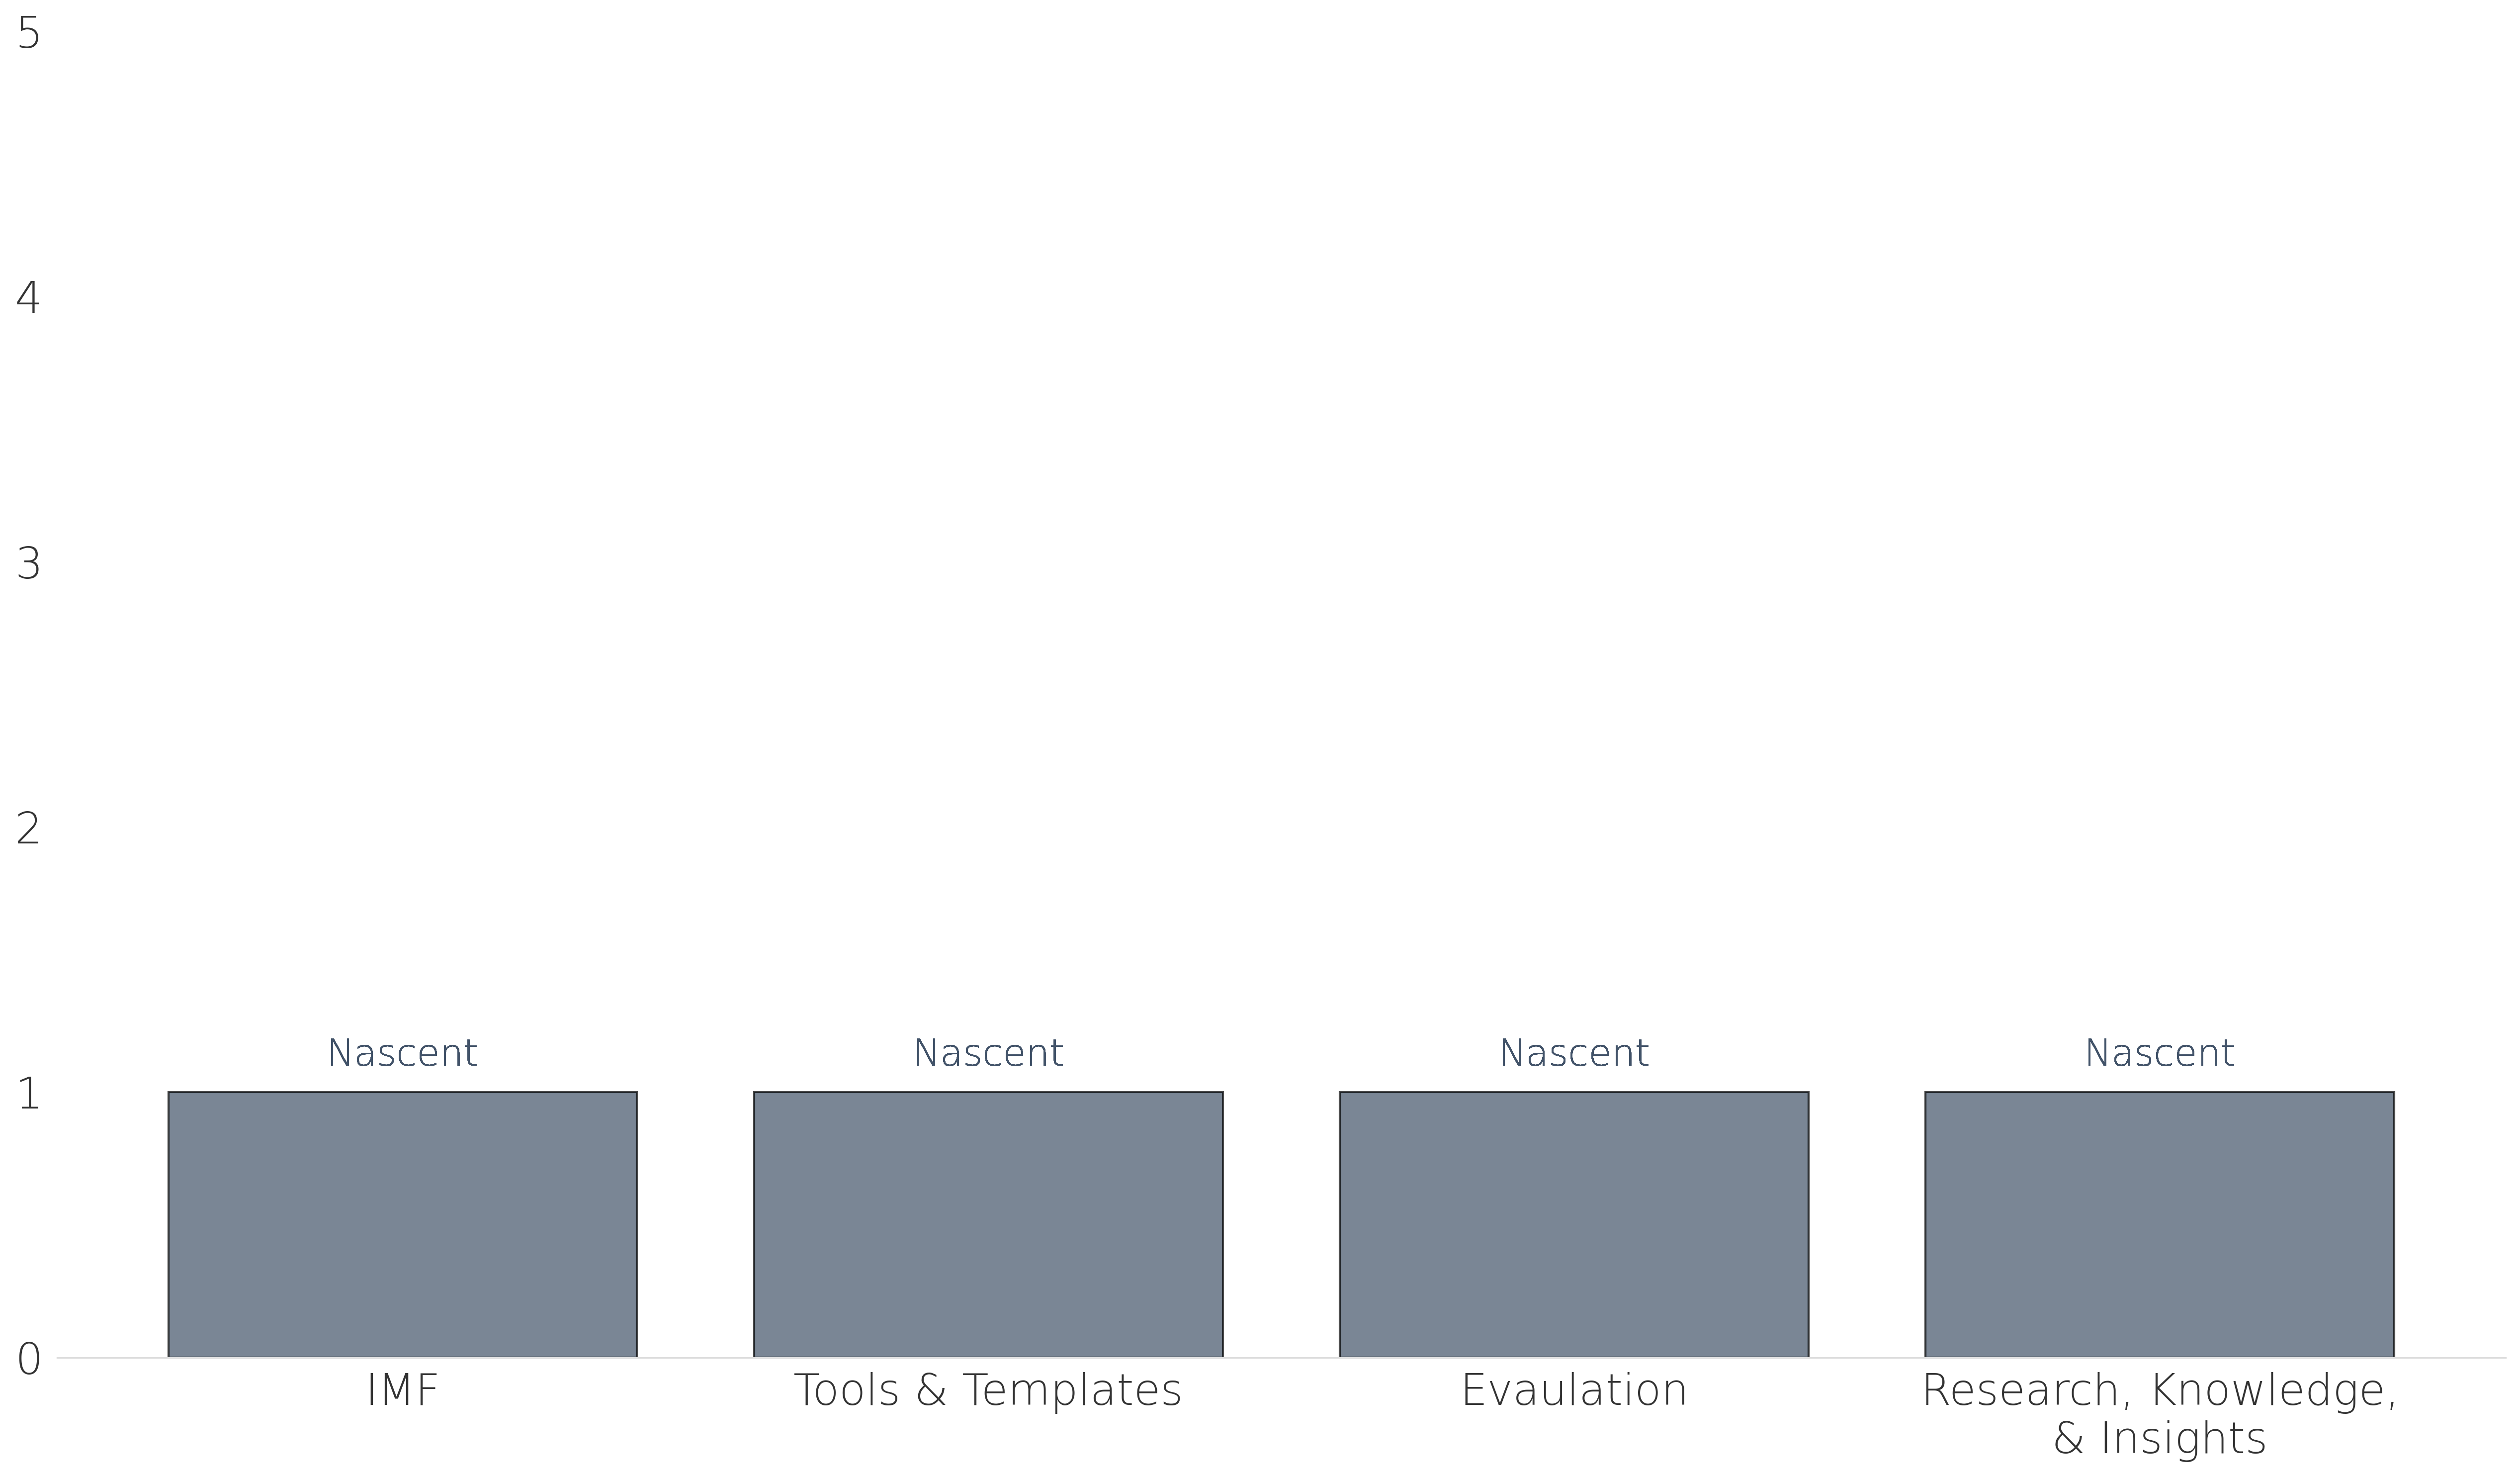 5
4
3
2
1
0
Nascent Nascent Nascent Nascent
IMF Tools & Templates Evaulation Research, Knowledge,
& Insights